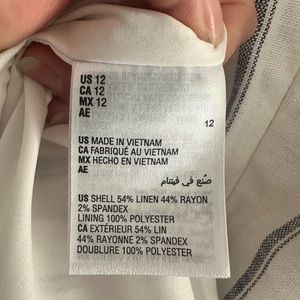 US 12
CA 12
MX 12
AE
12
US MADE IN VIETNAM
CA FABRIQUÉ AU VIETNAM
MX HECHO EN VIETNAM
AE
صُنع في فيتنام
US SHELL 54% LINEN 44% RAYON
2% SPANDEX
LINING 100% POLYESTER
CA EXTÉRIEUR 54% LIN
44% RAYONNE 2% SPANDEX
DOUBLURE 100% POLYESTER